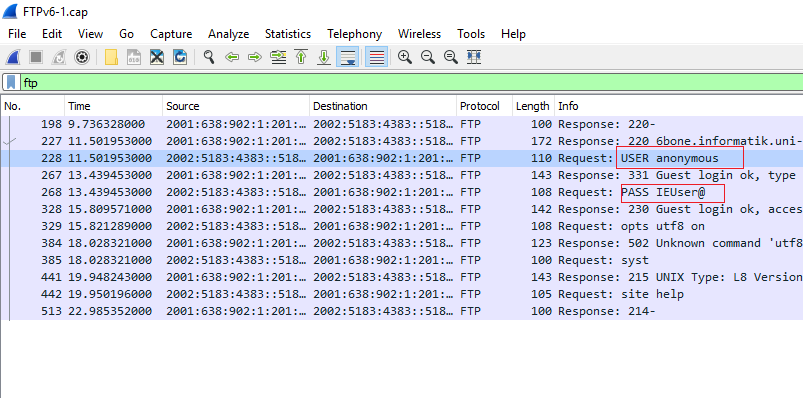 FTPv6-1.cap
File Edit View Go Capture Analyze Statistics Telephony Wireless Tools Help
ftp
No. Time Source Destination Protocol Length Info
198 9.736328000 2001:638:902:1:201:… 2002:5183:4383::518… FTP 100 Response: 220-
227 11.501953000 2001:638:902:1:201:… 2002:5183:4383::518… FTP 172 Response: 220 6bone.informatik.uni-
228 11.501953000 2002:5183:4383::518… 2001:638:902:1:201:… FTP 110 Request: USER anonymous
267 13.439453000 2001:638:902:1:201:… 2002:5183:4383::518… FTP 143 Response: 331 Guest login ok, type
268 13.439453000 2002:5183:4383::518… 2001:638:902:1:201:… FTP 108 Request: PASS IEUser@
328 15.809571000 2001:638:902:1:201:… 2002:5183:4383::518… FTP 142 Response: 230 Guest login ok, acces
329 15.821289000 2002:5183:4383::518… 2001:638:902:1:201:… FTP 108 Request: opts utf8 on
384 18.028321000 2001:638:902:1:201:… 2002:5183:4383::518… FTP 123 Response: 502 Unknown command 'utf8
385 18.028321000 2002:5183:4383::518… 2001:638:902:1:201:… FTP 100 Request: syst
441 19.948243000 2001:638:902:1:201:… 2002:5183:4383::518… FTP 143 Response: 215 UNIX Type: L8 Version
442 19.950196000 2002:5183:4383::518… 2001:638:902:1:201:… FTP 105 Request: site help
513 22.985352000 2001:638:902:1:201:… 2002:5183:4383::518… FTP 100 Response: 214-